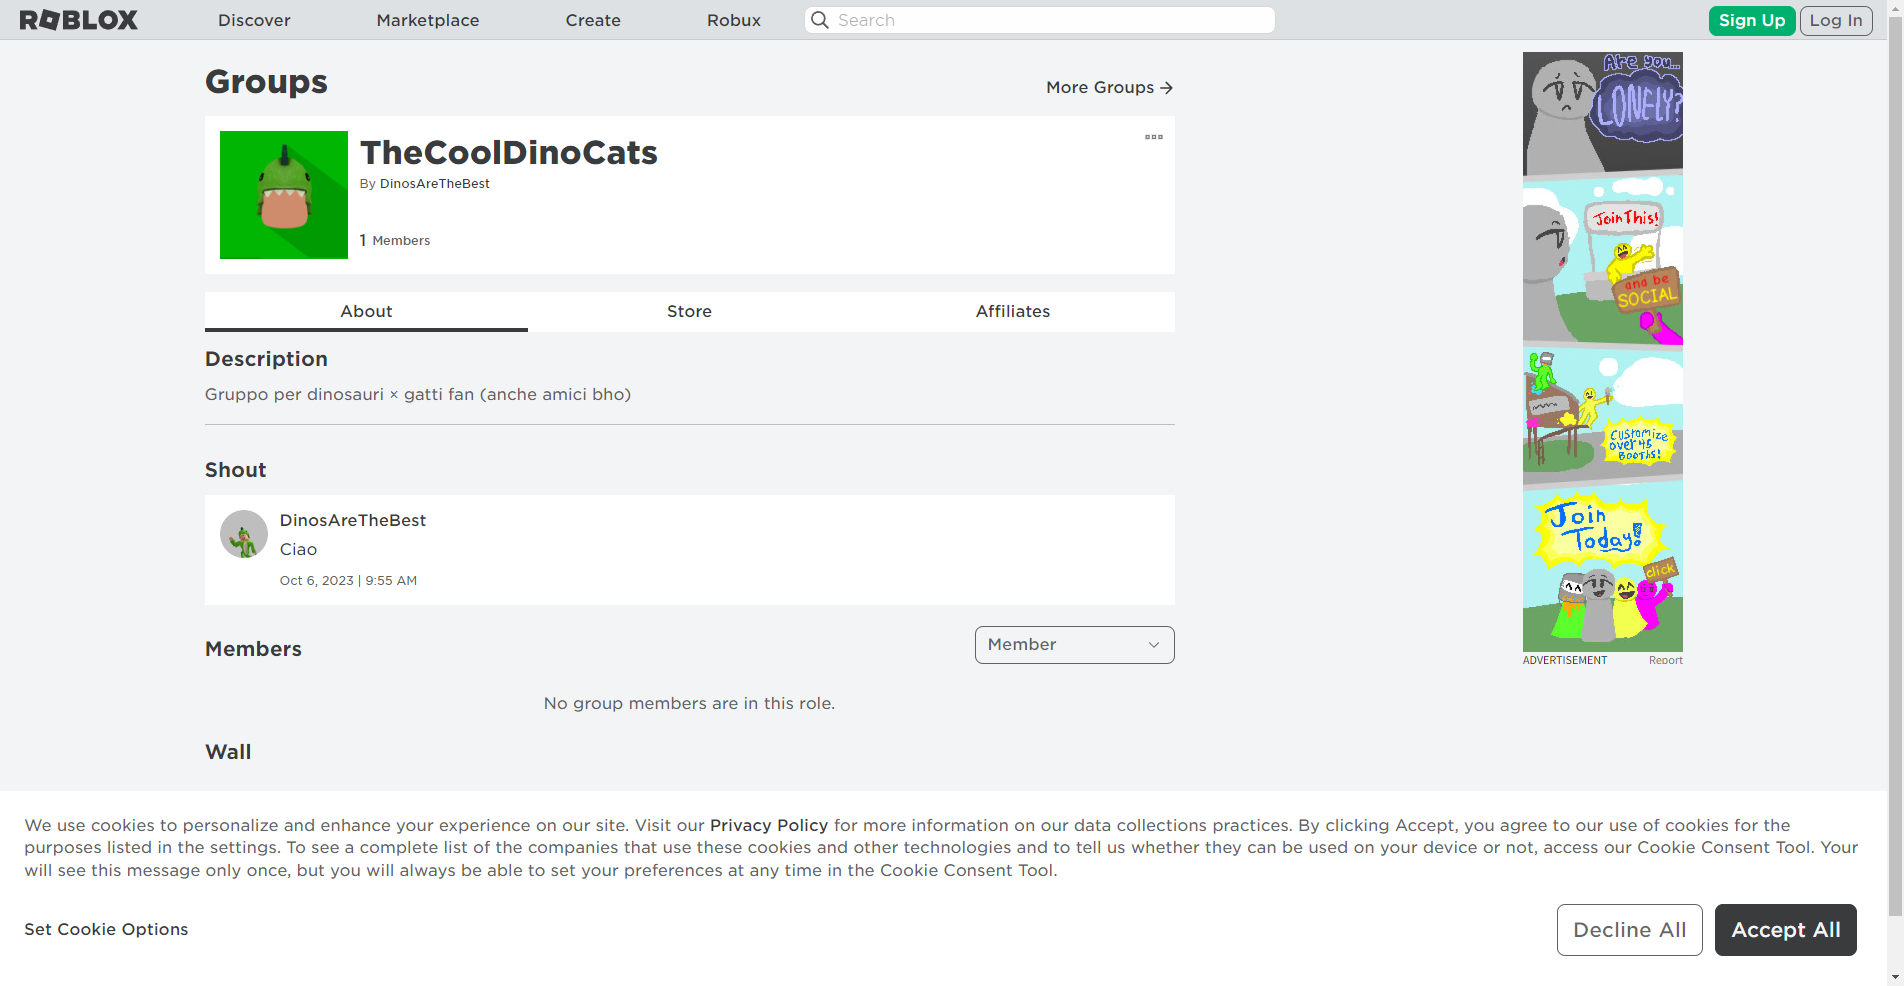 ROBLOX
Discover
Marketplace
Create
Robux
Search
Sign Up
Log In
Groups
More Groups →
TheCoolDinoCats
By DinosAreTheBest
1 Members
About
Store
Affiliates
Description
Gruppo per dinosauri × gatti fan (anche amici bho)
Shout
DinosAreTheBest
Ciao
Oct 6, 2023 | 9:55 AM
Members
Member
No group members are in this role.
Wall
Are you...
LONELY?
Join This!
and be
SOCIAL
CUSTOMIZE
over 45
BOOTHS!
Join
Today!
click
ADVERTISEMENT
Report
We use cookies to personalize and enhance your experience on our site. Visit our Privacy Policy for more information on our data collections practices. By clicking Accept, you agree to our use of cookies for the
purposes listed in the settings. To see a complete list of the companies that use these cookies and other technologies and to tell us whether they can be used on your device or not, access our Cookie Consent Tool. Your
will see this message only once, but you will always be able to set your preferences at any time in the Cookie Consent Tool.
Set Cookie Options
Decline All
Accept All